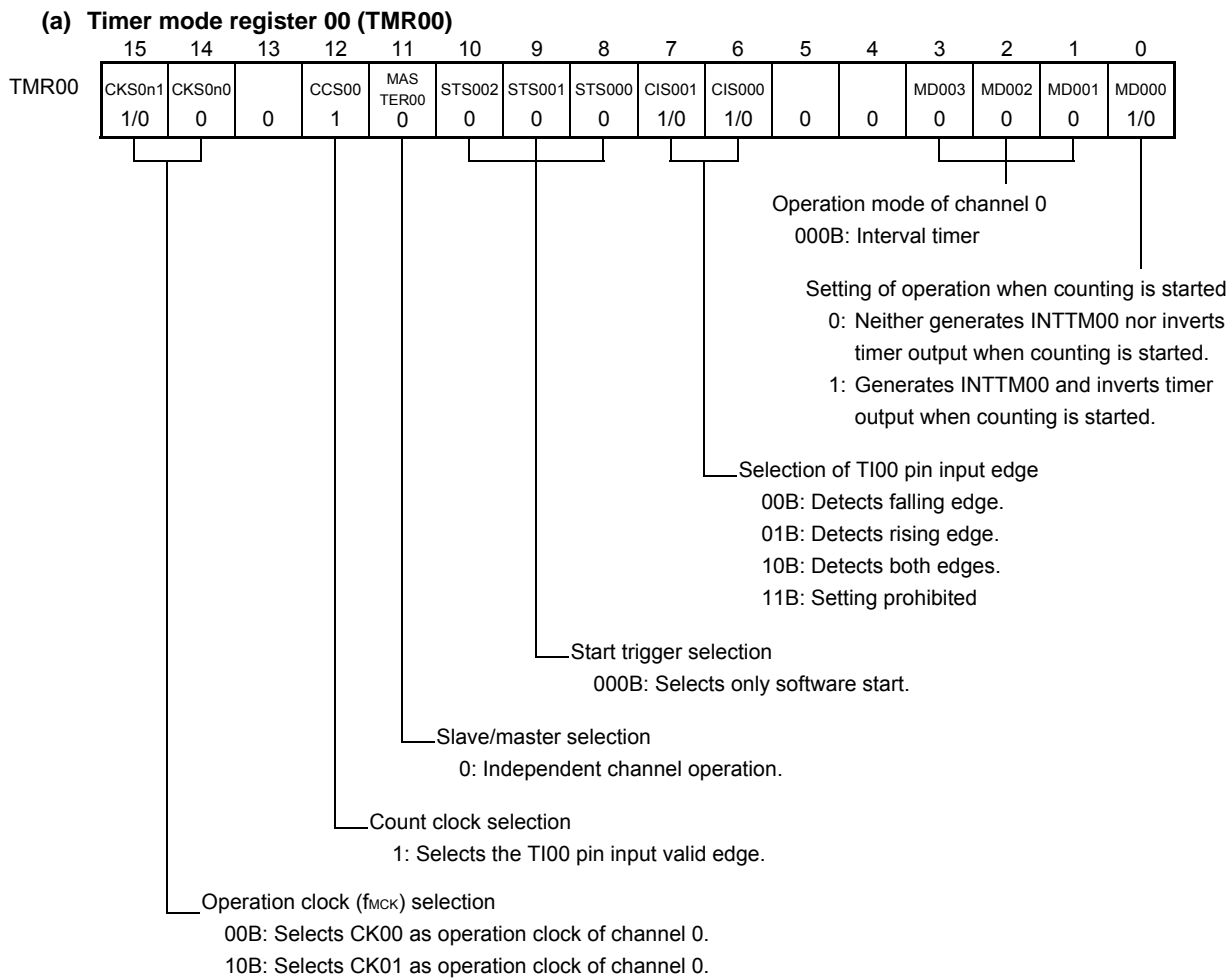 (a) Timer mode register 00 (TMR00)
15 14 13 12 11 10 9 8 7 6 5 4 3 2 1 0
TMR00 CKS0n1 CKS0n0 CCS00 MAS TER00 STS002 STS001 STS000 CIS001 CIS000 MD003 MD002 MD001 MD000
1/0 0 0 1 0 0 0 0 1/0 1/0 0 0 0 0 0 1/0
Operation mode of channel 0
000B: Interval timer
Setting of operation when counting is started
0: Neither generates INTTM00 nor inverts
timer output when counting is started.
1: Generates INTTM00 and inverts timer
output when counting is started.
Selection of TI00 pin input edge
00B: Detects falling edge.
01B: Detects rising edge.
10B: Detects both edges.
11B: Setting prohibited
Start trigger selection
000B: Selects only software start.
Slave/master selection
0: Independent channel operation.
Count clock selection
1: Selects the TI00 pin input valid edge.
Operation clock (fMCK) selection
00B: Selects CK00 as operation clock of channel 0.
10B: Selects CK01 as operation clock of channel 0.